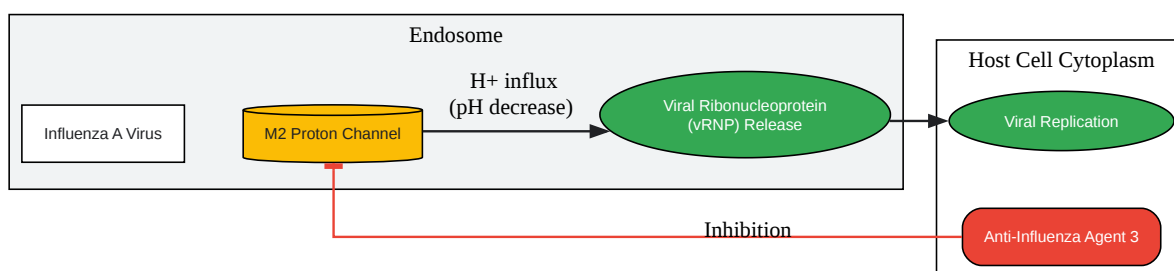 Endosome
Host Cell Cytoplasm
H+ influx
(pH decrease)
Influenza A Virus
M2 Proton Channel
Viral Ribonucleoprotein
(vRNP) Release
Viral Replication
Inhibition
Anti-Influenza Agent 3